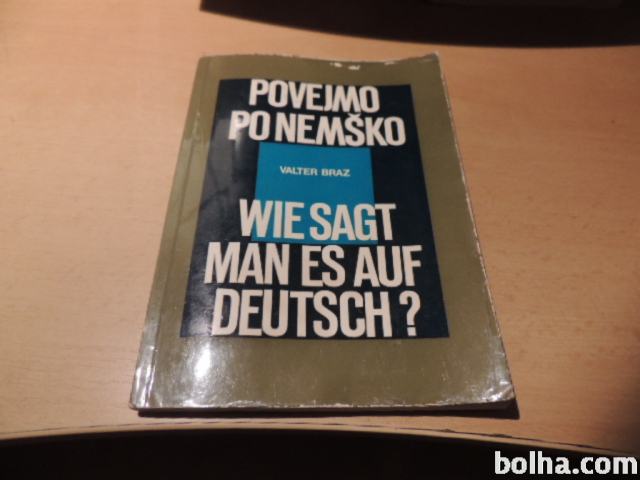 POVEJMO
PO NEMŠKO
VALTER BRAZ
WIE SAGT
MAN ES AUF
DEUTSCH?
bolha.com